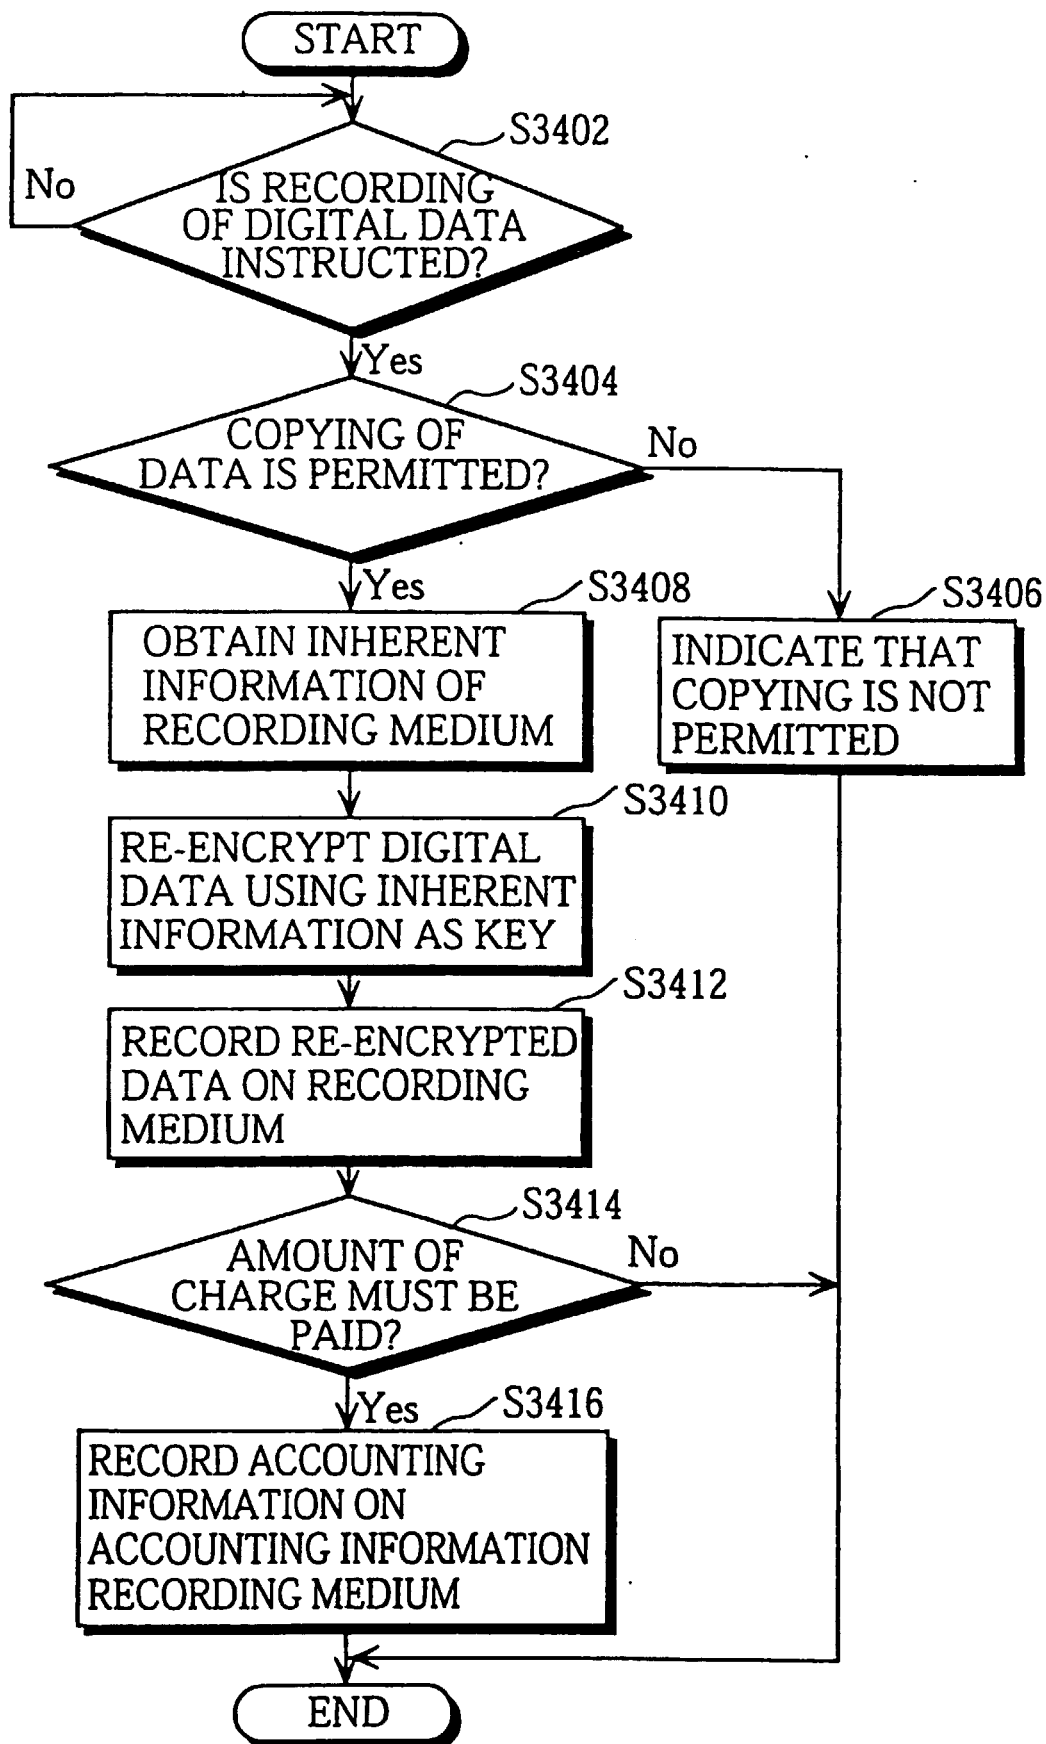 START
S3402
No
IS RECORDING
OF DIGITAL DATA
INSTRUCTED?
Yes
S3404
COPYING OF
DATA IS PERMITTED?
No
Yes
S3408
OBTAIN INHERENT
INFORMATION OF
RECORDING MEDIUM
S3406
INDICATE THAT
COPYING IS NOT
PERMITTED
S3410
RE-ENCRYPT DIGITAL
DATA USING INHERENT
INFORMATION AS KEY
S3412
RECORD RE-ENCRYPTED
DATA ON RECORDING
MEDIUM
S3414
AMOUNT OF
CHARGE MUST BE
PAID?
No
Yes
S3416
RECORD ACCOUNTING
INFORMATION ON
ACCOUNTING INFORMATION
RECORDING MEDIUM
END